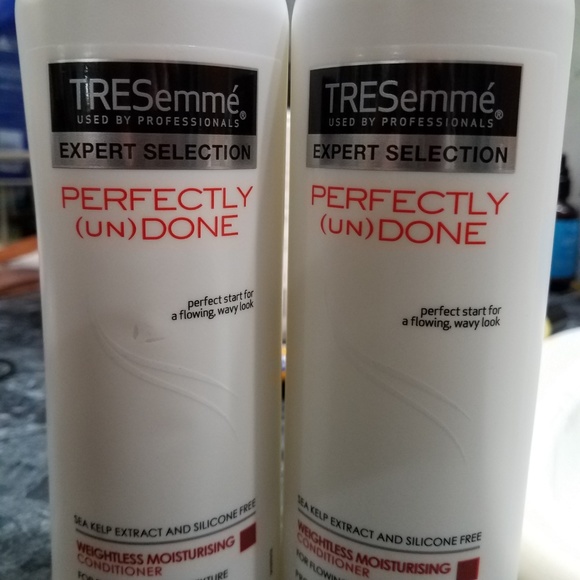 TRESemmé®
USED BY PROFESSIONALS
EXPERT SELECTION
PERFECTLY
(UN)DONE
perfect start for
a flowing, wavy look
SEA KELP EXTRACT AND SILICONE FREE
WEIGHTLESS MOISTURISING
CONDITIONER
TRESemmé®
USED BY PROFESSIONALS
EXPERT SELECTION
PERFECTLY
(UN)DONE
perfect start for
a flowing, wavy look
SEA KELP EXTRACT AND SILICONE FREE
WEIGHTLESS MOISTURISING
CONDITIONER
FOR FLOWIN